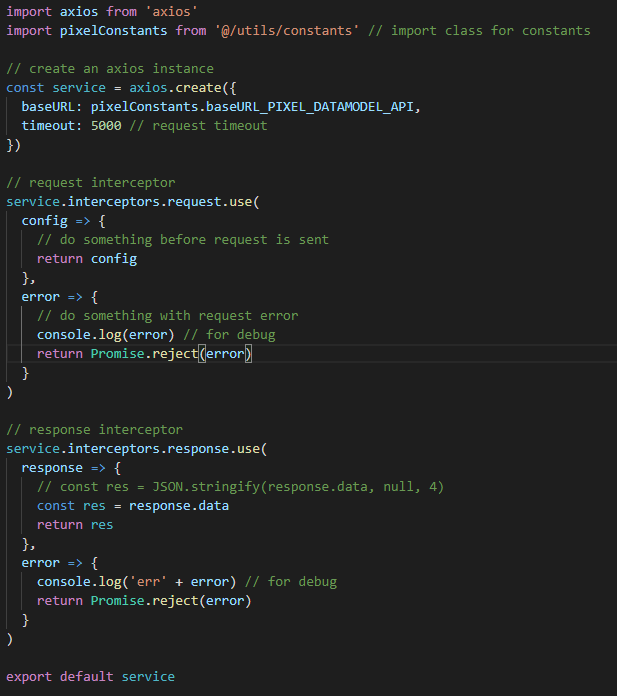 import axios from 'axios'
import pixelConstants from '@/utils/constants' // import class for constants
// create an axios instance
const service = axios.create({
baseURL: pixelConstants.baseURL_PIXEL_DATAMODEL_API,
timeout: 5000 // request timeout
})
// request interceptor
service.interceptors.request.use(
config => {
// do something before request is sent
return config
},
error => {
// do something with request error
console.log(error) // for debug
return Promise.reject(error)
}
)
// response interceptor
service.interceptors.response.use(
response => {
// const res = JSON.stringify(response.data, null, 4)
const res = response.data
return res
},
error => {
console.log('err' + error) // for debug
return Promise.reject(error)
}
)
export default service